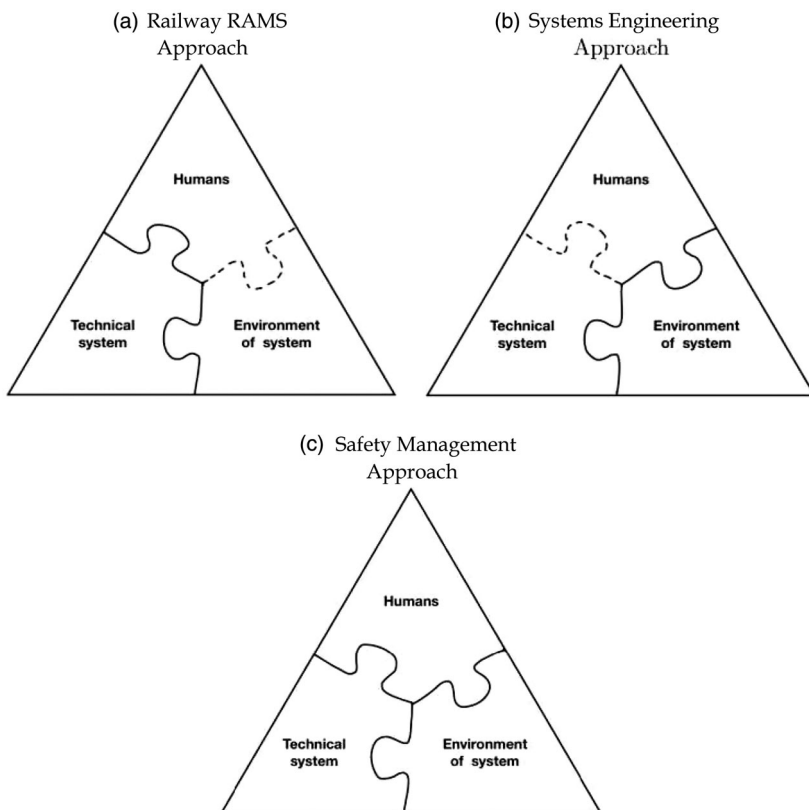 (a) Railway RAMS
Approach
(b) Systems Engineering
Approach
Humans
Technical
system
Environment
of system
Humans
Technical
system
Environment
of system
(c) Safety Management
Approach
Humans
Technical
system
Environment
of system